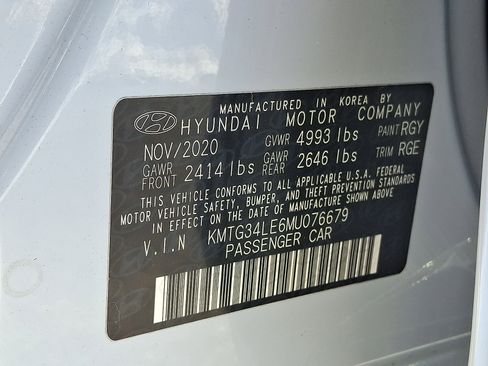 MANUFACTURED IN KOREA BY
HYUNDAI MOTOR COMPANY
NOV/2020 GVWR 4993 lbs PAINT RGY
GAWR FRONT 2414 lbs GAWR REAR 2646 lbs TRIM RGE
THIS VEHICLE CONFORMS TO ALL APPLICABLE U.S.A. FEDERAL
MOTOR VEHICLE SAFETY, BUMPER, AND THEFT PREVENTION STANDARDS
IN EFFECT ON THE DATE OF MANUFACTURE SHOWN ABOVE
V.I.N KMTG34LE6MU076679
PASSENGER CAR